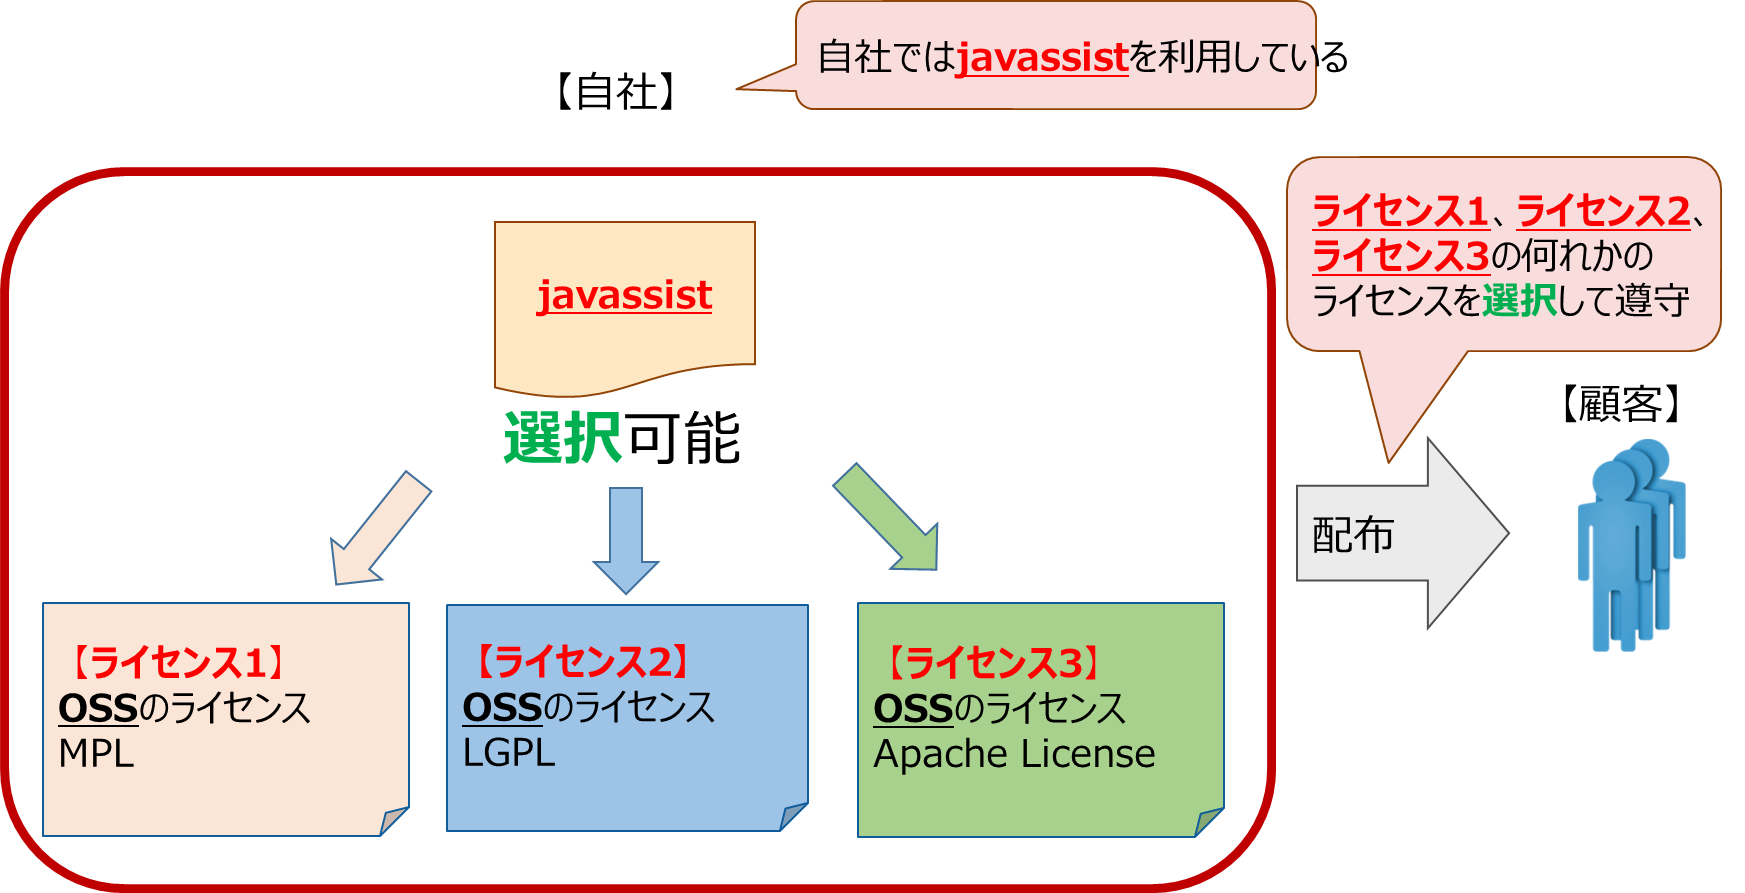 自社ではjavassistを利用している
【自社】
ライセンス1、ライセンス2、
ライセンス3の何れかの
ライセンスを選択して遵守
javassist
選択可能
【顧客】
配布
【ライセンス1】
OSSのライセンス
MPL
【ライセンス2】
OSSのライセンス
LGPL
【ライセンス3】
OSSのライセンス
Apache License